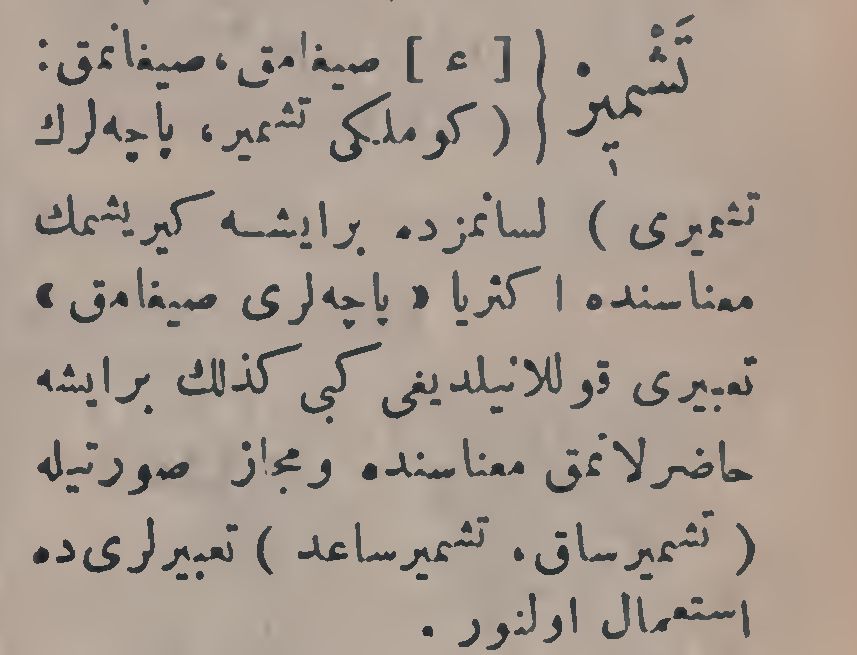 تَشْمِیرْ { [ ء ] صیغامق، صیغانمق:
( کوملکی تشمیر، پاچه‌لرك
تشمیری ) لسانمزده برایشه کیریشمك
معناسنده اکثریا « پاچه‌لری صیغامق »
تعبیری قوللانیلدیغی کبی کذلك برایشه
حاضرلانمق معناسنده ومجاز صورتیله
( تشمیرساق، تشمیرساعد ) تعبیرلری‌ده
استعمال اولنور .